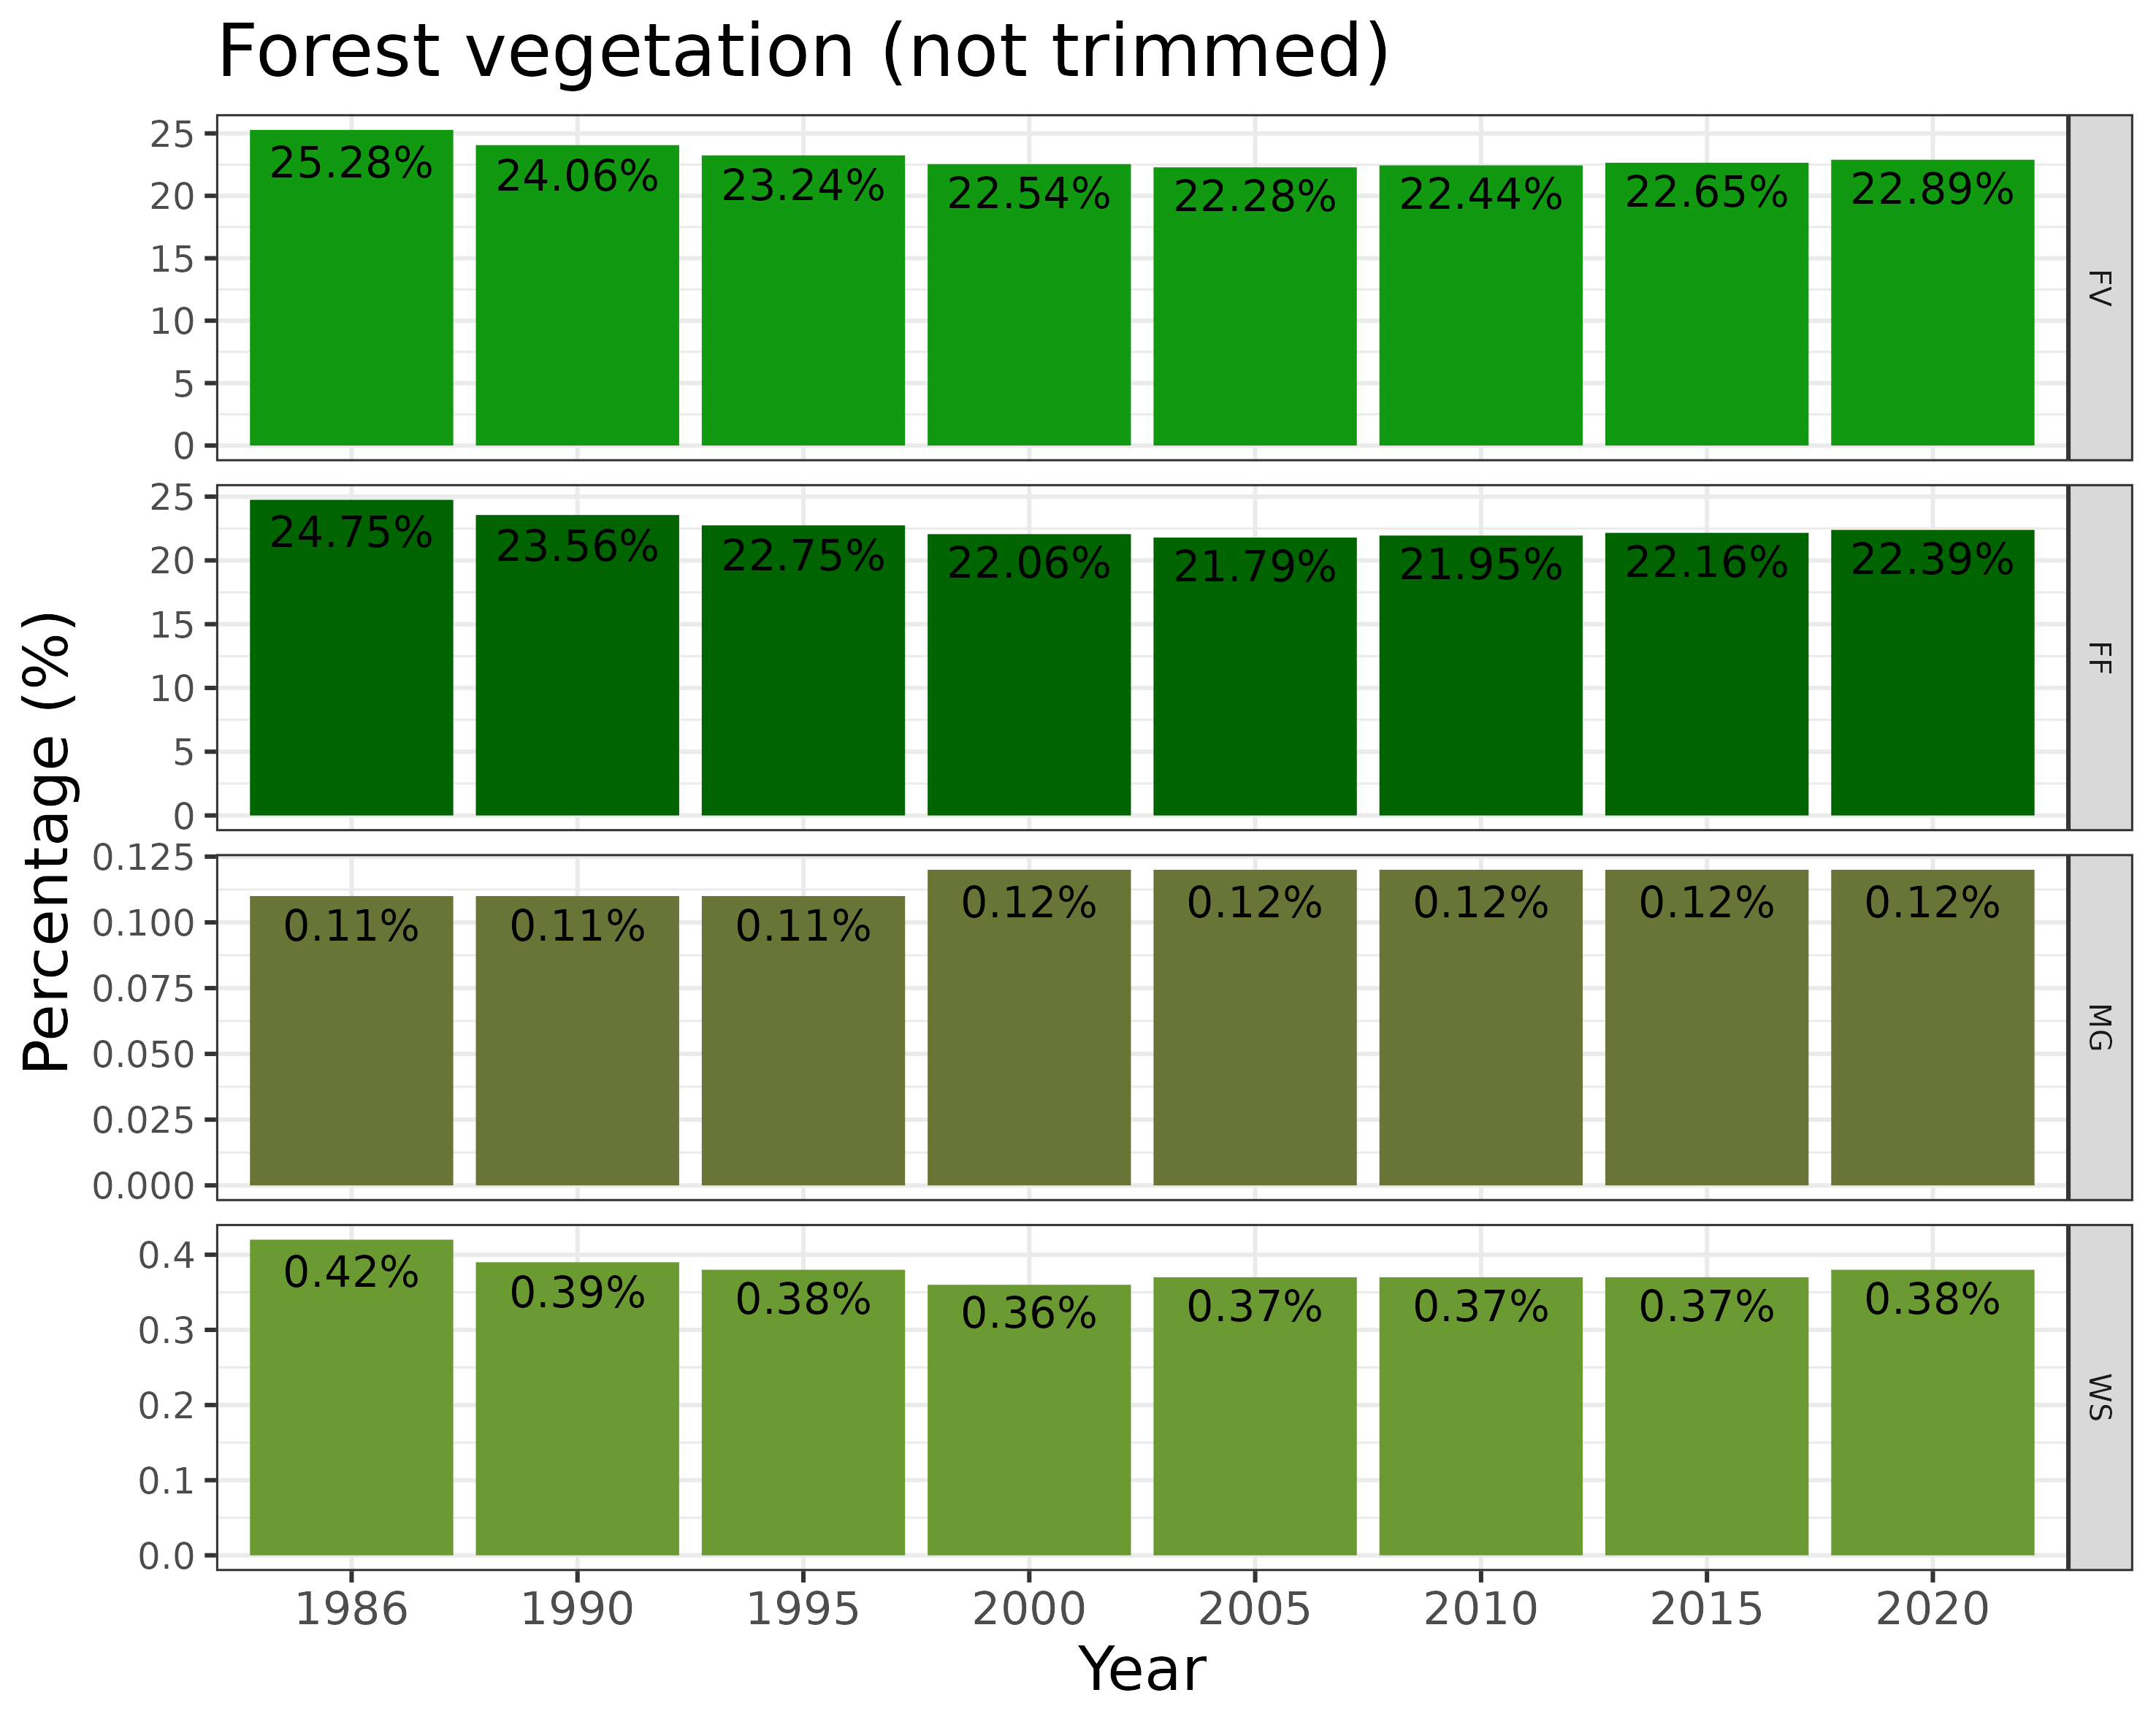 Forest vegetation (not trimmed)
Percentage (%)
25
20
15
10
5
0
25.28% 24.06% 23.24% 22.54% 22.28% 22.44% 22.65% 22.89%
FV
25
20
15
10
5
0
24.75% 23.56% 22.75% 22.06% 21.79% 21.95% 22.16% 22.39%
FF
0.125
0.100
0.075
0.050
0.025
0.000
0.11% 0.11% 0.11% 0.12% 0.12% 0.12% 0.12% 0.12%
MG
0.4
0.3
0.2
0.1
0.0
0.42% 0.39% 0.38% 0.36% 0.37% 0.37% 0.37% 0.38%
WS
1986 1990 1995 2000 2005 2010 2015 2020
Year